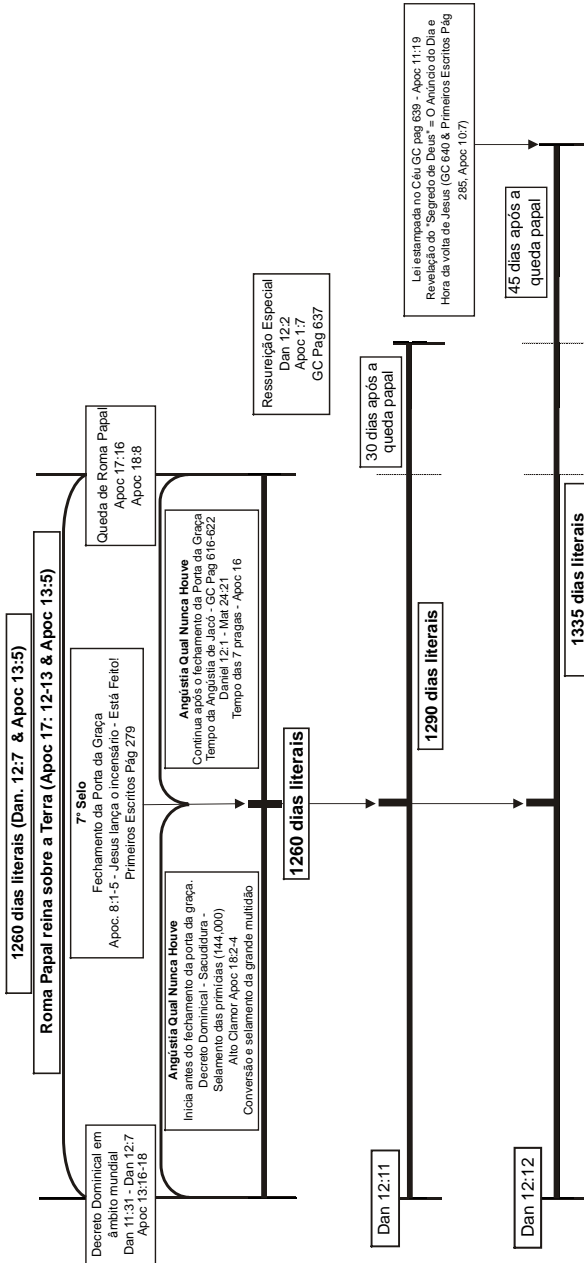 1260 dias literais (Dan. 12:7 & Apoc 13:5)
Roma Papal reina sobre a Terra (Apoc 17: 12-13 & Apoc 13:5)
Decreto Dominical em
âmbito mundial
Dan 11:31 - Dan 12:7
Apoc 13:16-18
7° Selo
Fechamento da Porta da Graça
Apoc. 8:1-5 - Jesus lança o incensário - Está Feito!
Primeiros Escritos Pág 279
Queda de Roma Papal
Apoc 17:16
Apoc 18:8
Angústia Qual Nunca Houve
Inicia antes do fechamento da porta da graça.
Decreto Dominical - Sacudidura -
Selamento das primícias (144,000)
Alto Clamor Apoc 18:2-4
Conversão e selamento da grande multidão
Angústia Qual Nunca Houve
Continua após o fechamento da Porta da Graça
Tempo da Angústia de Jacó - GC Pag 616-622
Daniel 12:1 - Mat 24:21
Tempo das 7 pragas - Apoc 16
1260 dias literais
Ressureição Especial
Dan 12:2
Apoc 1:7
GC Pag 637
Dan 12:11
1290 dias literais
30 dias após a
queda papal
Lei estampada no Céu GC pag 639 - Apoc 11:19
Revelação do "Segredo de Deus" = O Anúncio do Dia e
Hora da volta de Jesus (GC 640 & Primeiros Escritos Pág
285, Apoc 10:7)
Dan 12:12
45 dias após a
queda papal
1335 dias literais